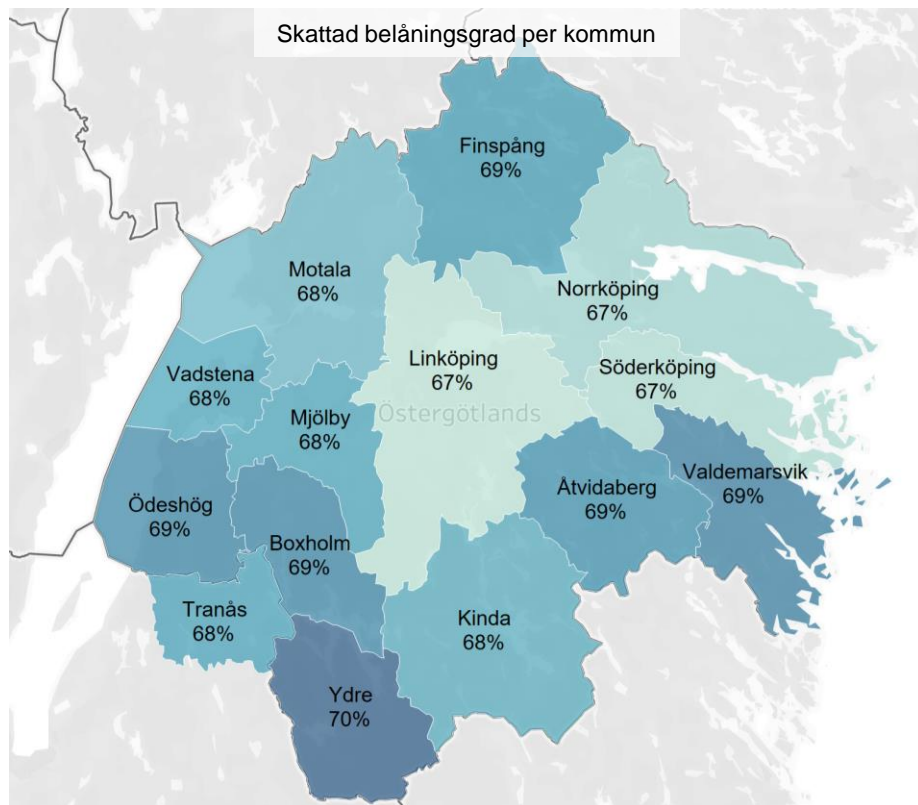 Skattad belåningsgrad per kommun
Finspång
69%
Motala
68%
Norrköping
67%
Linköping
67%
Söderköping
67%
Vadstena
68%
Mjölby
68%
Östergötlands
Valdemarsvik
69%
Åtvidaberg
69%
Ödeshög
69%
Boxholm
69%
Tranås
68%
Kinda
68%
Ydre
70%